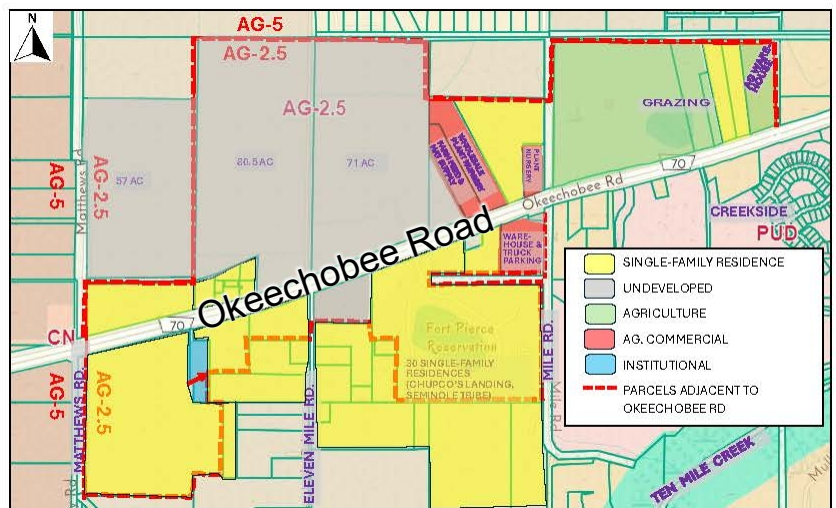 N
AG-5
AG-2.5
AG-2.5
57 AC
80.5 AC
71 AC
AG-5
AG-2.5
Matthews Rd
GRAZING
PLANT NURSERY
70
Okeechobee Rd
Okeechobee Road
CREEKSIDE
PUD
WARE-
HOUSE &
TRUCK
PARKING
SINGLE-FAMILY RESIDENCE
UNDEVELOPED
AGRICULTURE
AG. COMMERCIAL
INSTITUTIONAL
PARCELS ADJACENT TO
OKEECHOBEE RD
70
CN
AG-5
AG-2.5
MATTHEWS RD.
Rd
ELEVEN MILE RD.
Fort Pierce
Reservation
30 SINGLE-FAMILY
RESIDENCES
(CHUPCO'S LANDING,
SEMINOLE TRIBE)
MILE RD.
Mile Rd
TEN MILE CREEK